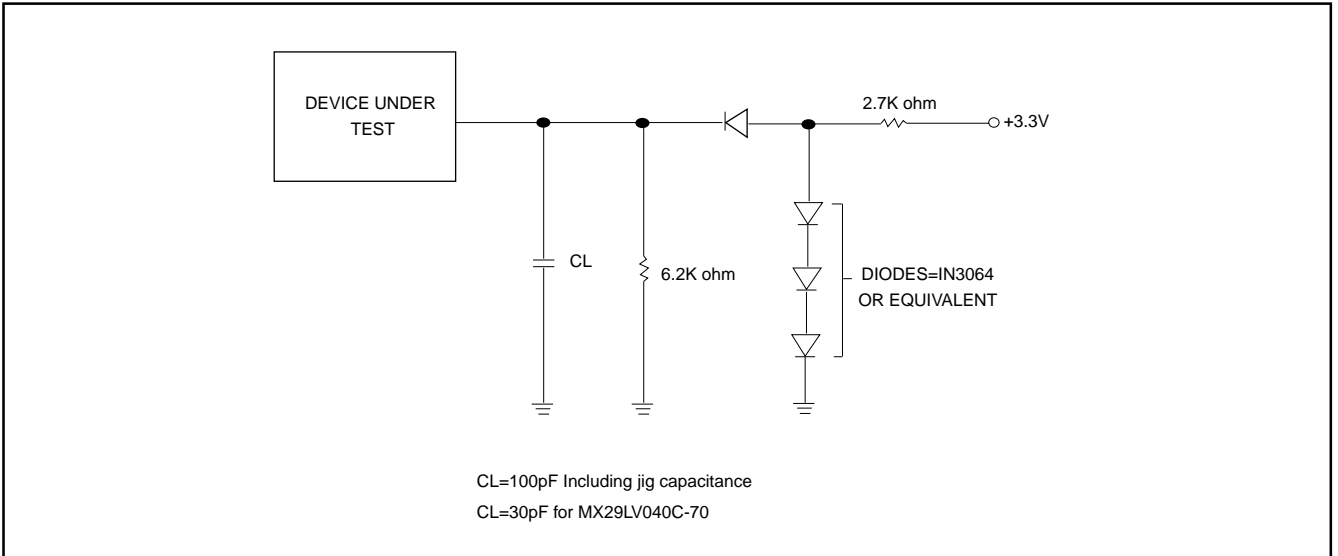 DEVICE UNDER
TEST
2.7K ohm
+3.3V
CL
6.2K ohm
DIODES=IN3064
OR EQUIVALENT
CL=100pF Including jig capacitance
CL=30pF for MX29LV040C-70